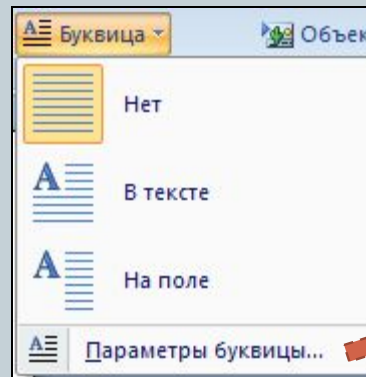 Буквица Объек
Нет
В тексте
На поле
Параметры буквицы...